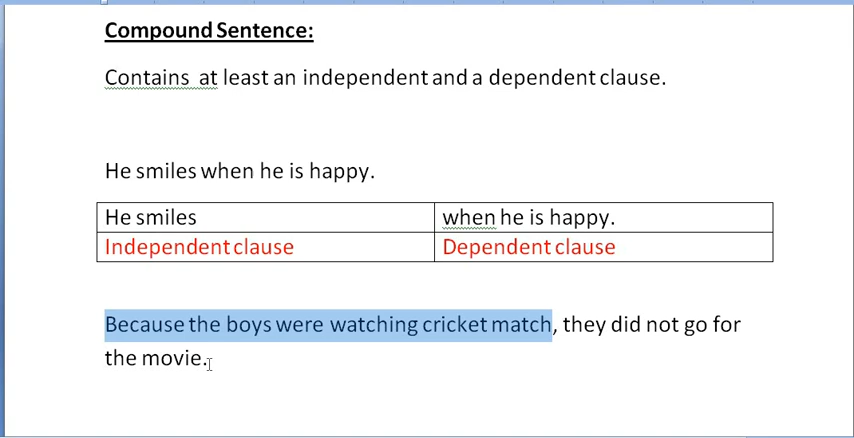 Compound Sentence:
Contains at least an independent and a dependent clause.
He smiles when he is happy.
He smiles when he is happy.
Independent clause Dependent clause
Because the boys were watching cricket match, they did not go for
the movie.